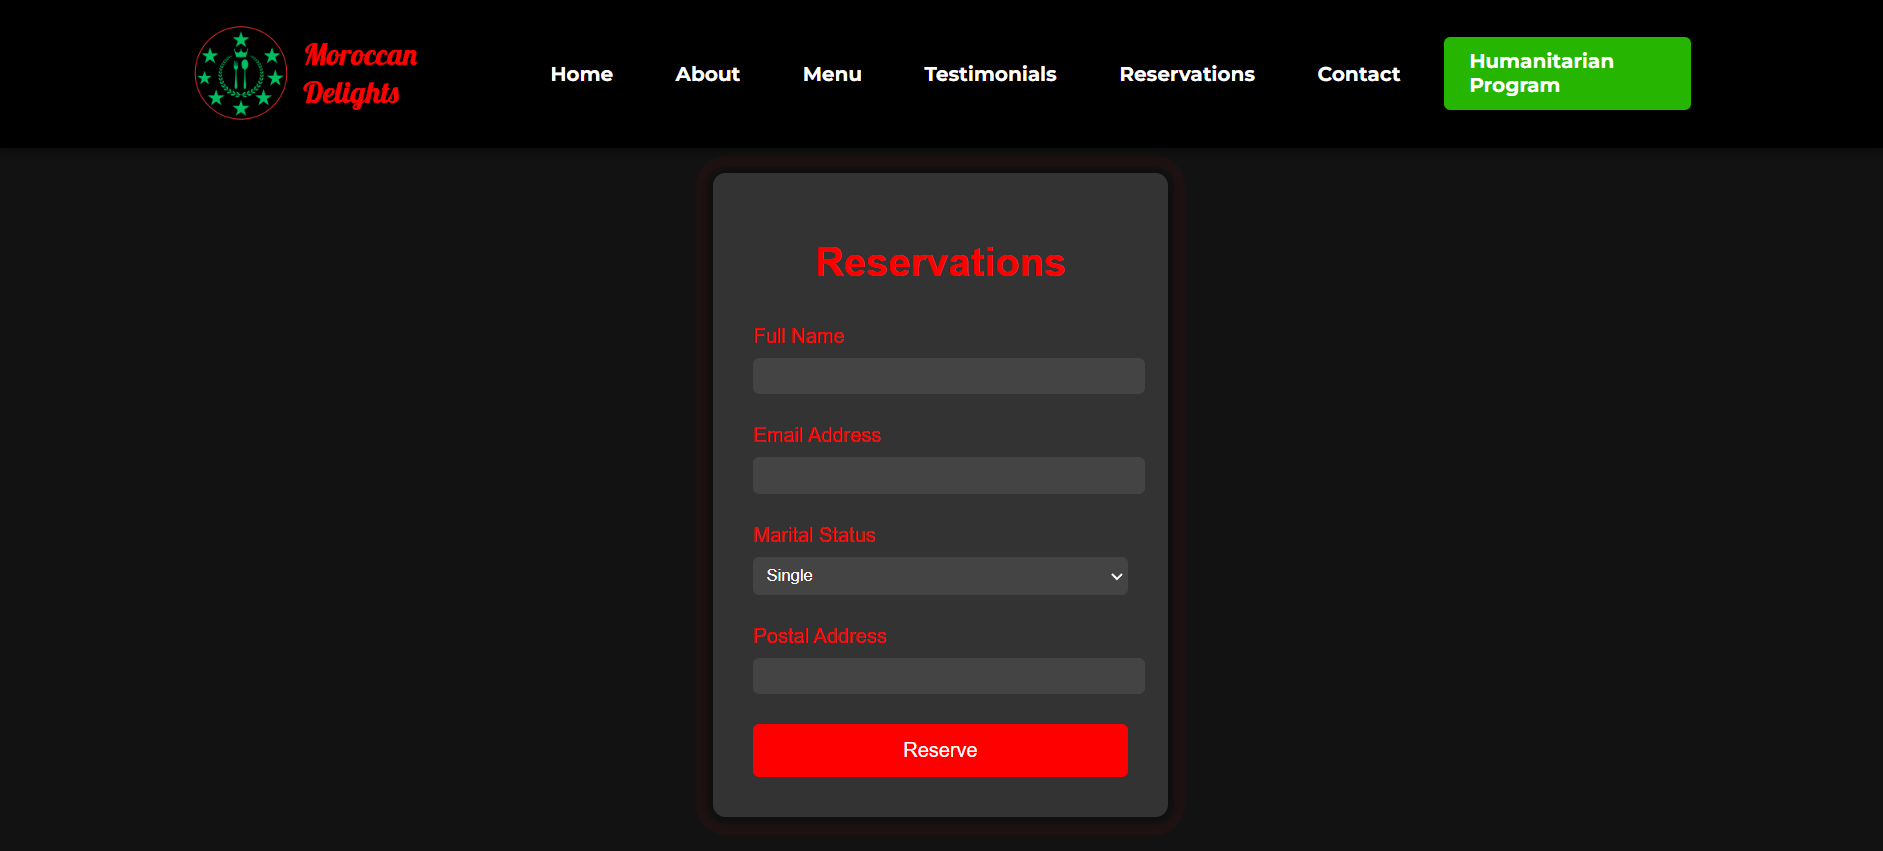 Moroccan
Delights
Home
About
Menu
Testimonials
Reservations
Contact
Humanitarian
Program
Reservations
Full Name
Email Address
Marital Status
Single
Postal Address
Reserve